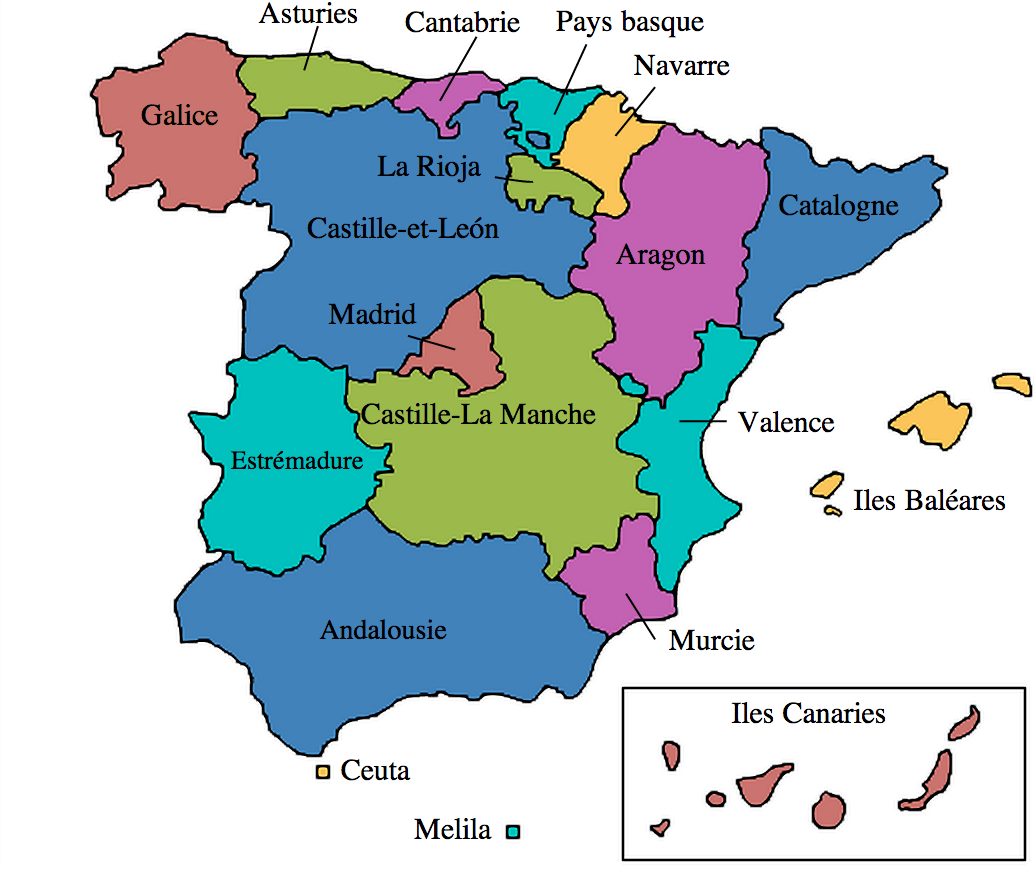 Asturies
Cantabrie
Pays basque
Navarre
Galice
La Rioja
Catalogne
Castille-et-León
Aragon
Madrid
Castille-La Manche
Valence
Estrémadure
Iles Baléares
Andalousie
Murcie
Iles Canaries
Ceuta
Melila